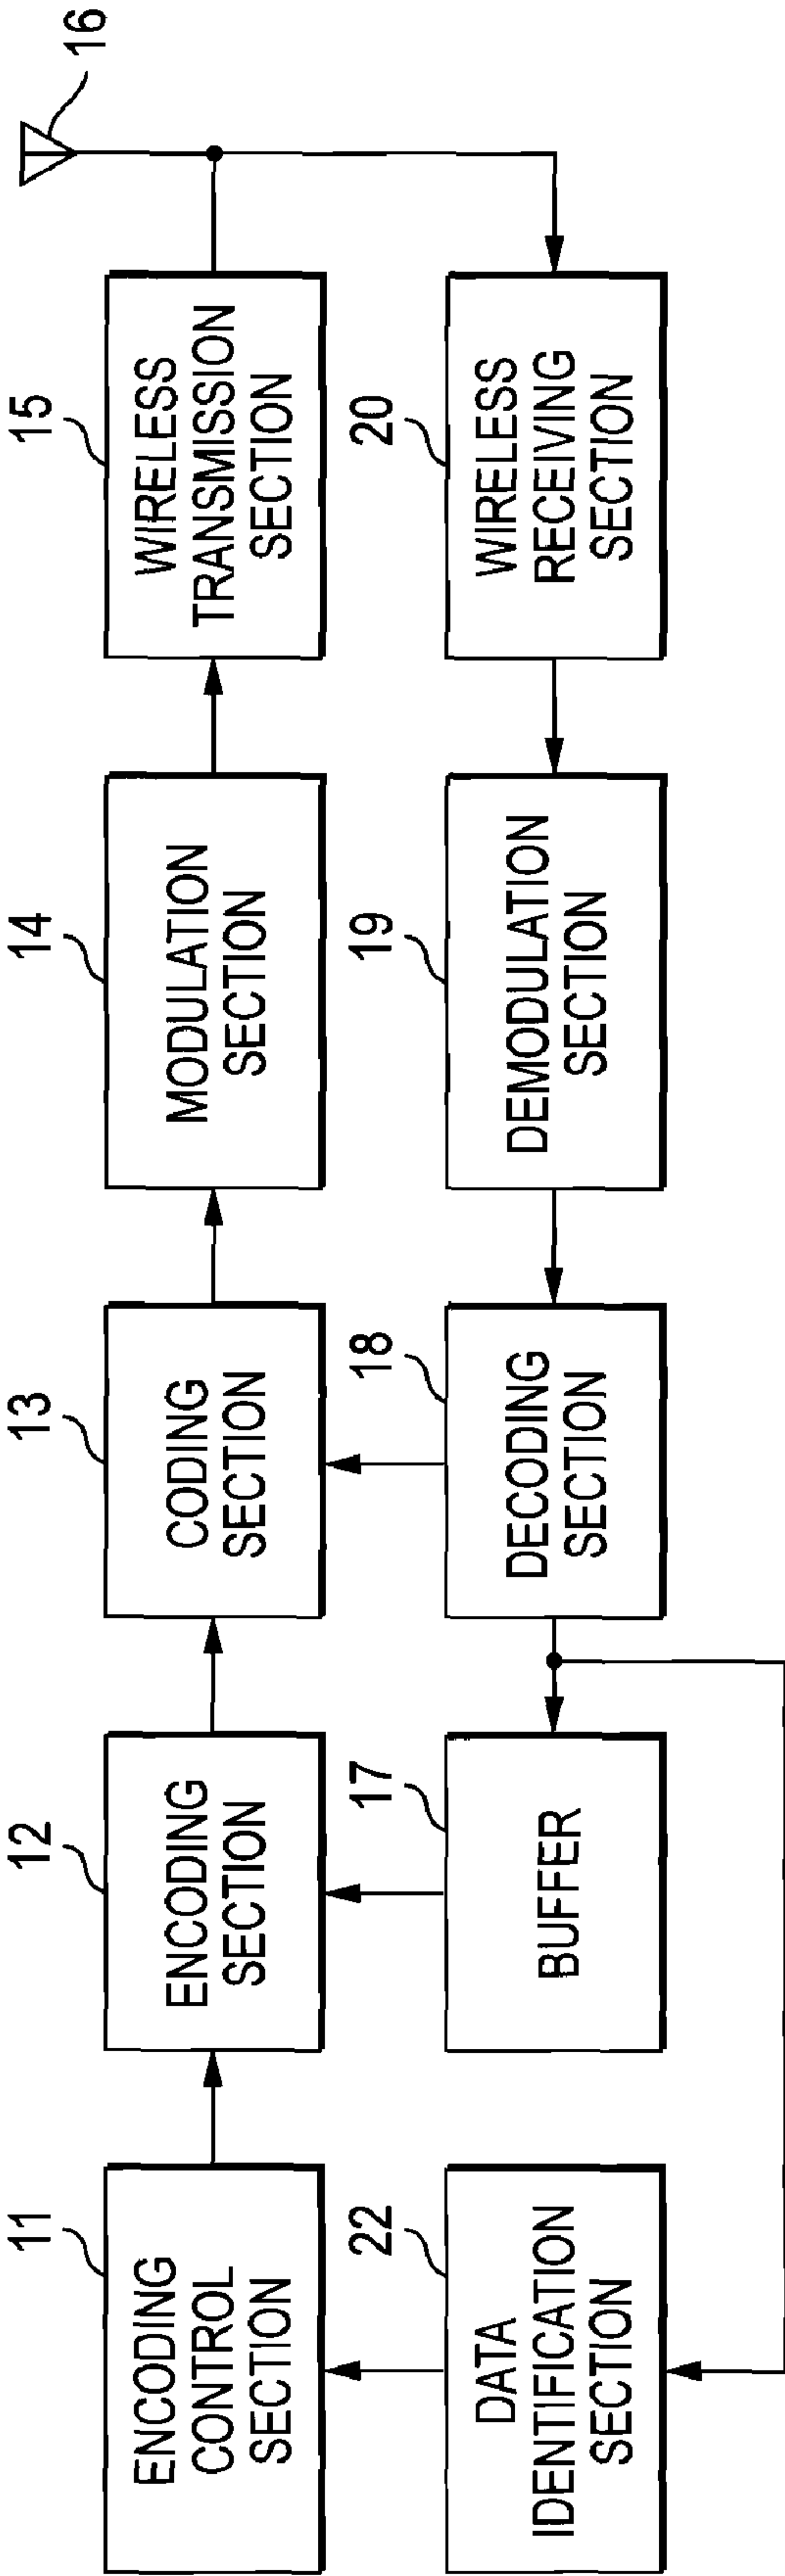 11
12
13
14
15
16
ENCODING
CONTROL
SECTION
ENCODING
SECTION
CODING
SECTION
MODULATION
SECTION
WIRELESS
TRANSMISSION
SECTION
22
17
18
19
20
DATA
IDENTIFICATION
SECTION
BUFFER
DECODING
SECTION
DEMODULATION
SECTION
WIRELESS
RECEIVING
SECTION